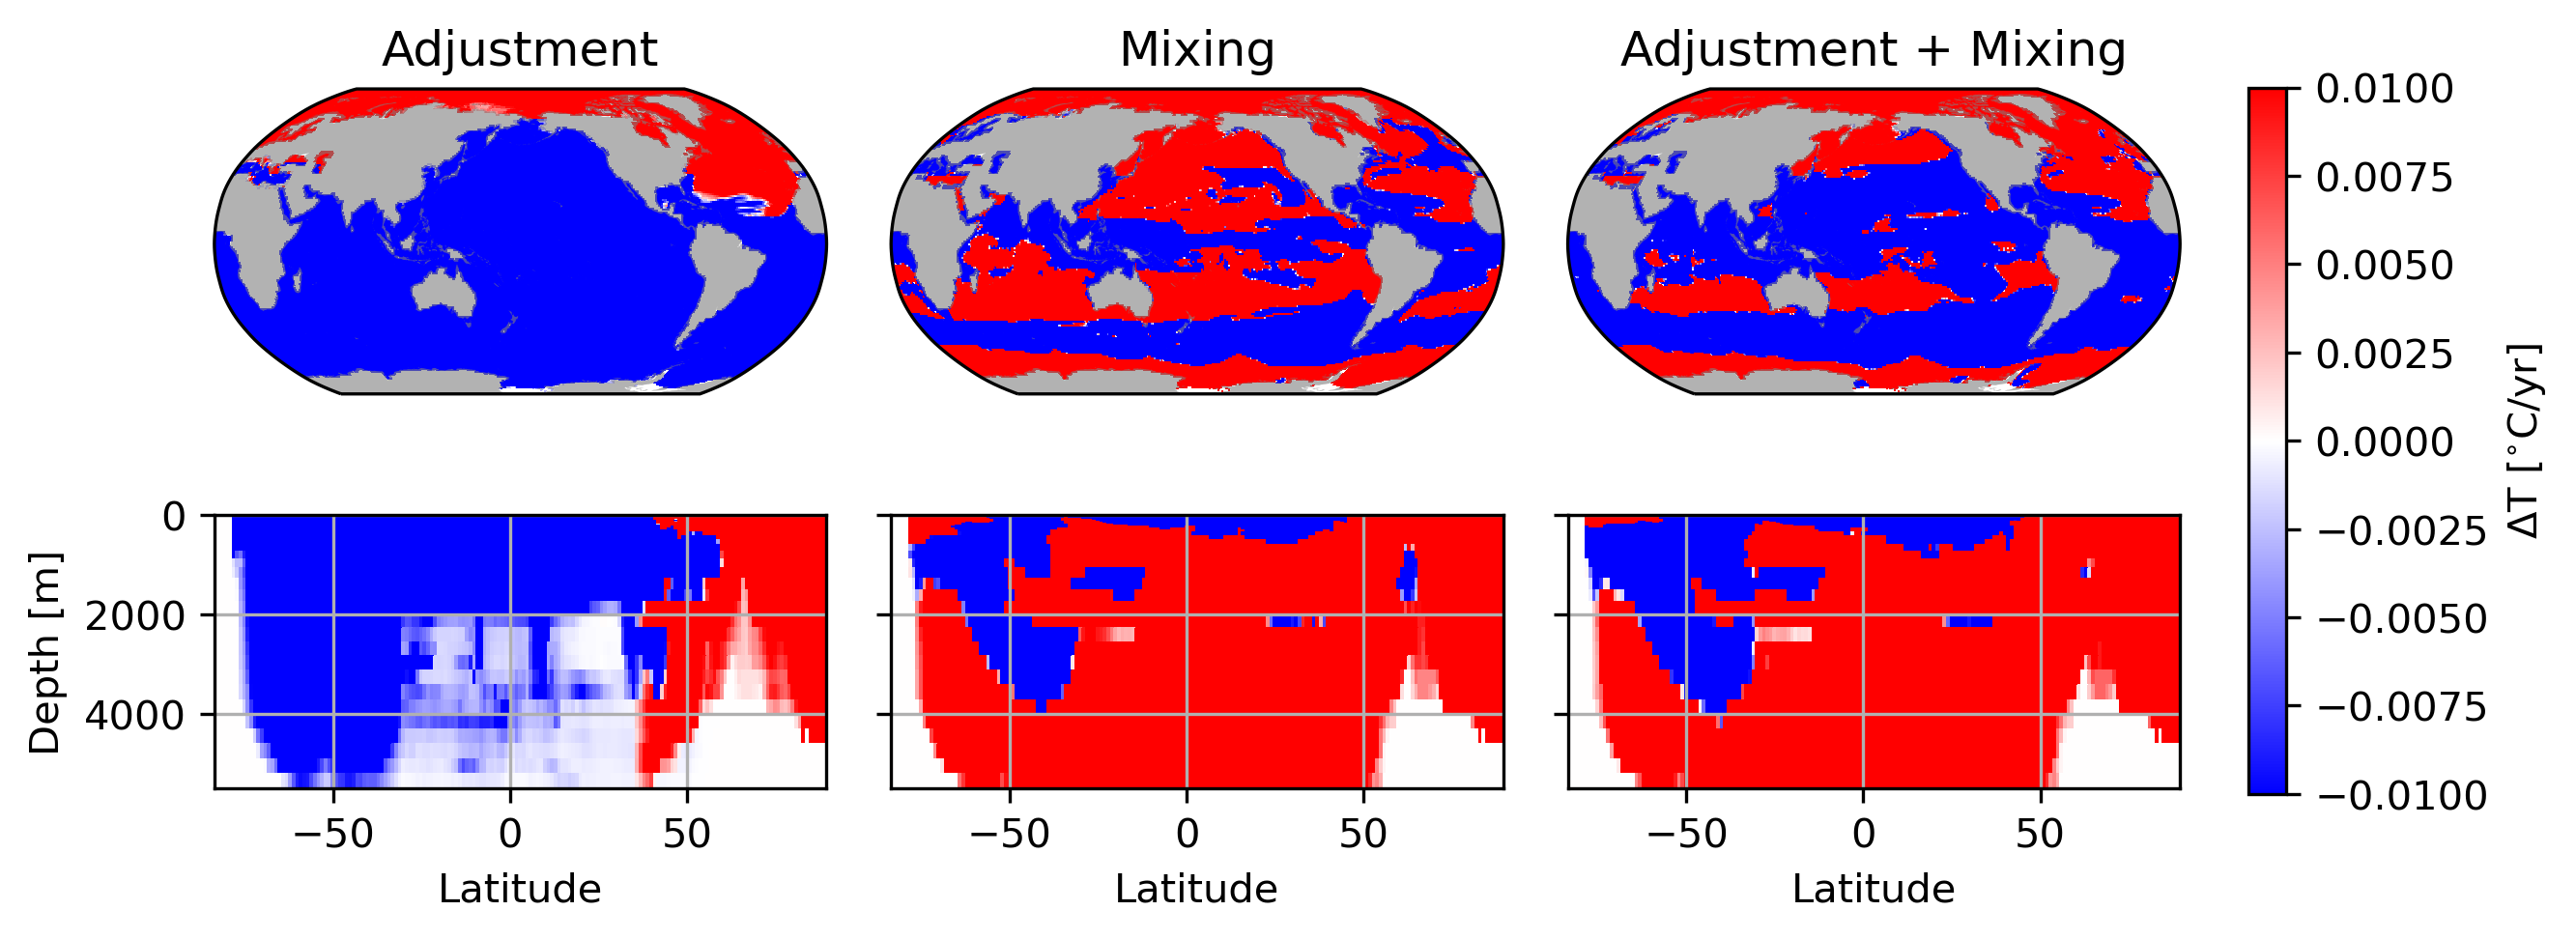 Adjustment
Mixing
Adjustment + Mixing
0.0100
0.0075
0.0050
0.0025
0.0000
−0.0025
−0.0050
−0.0075
−0.0100
ΔT [°C/yr]
0
2000
4000
Depth [m]
−50 0 50
−50 0 50
−50 0 50
Latitude
Latitude
Latitude